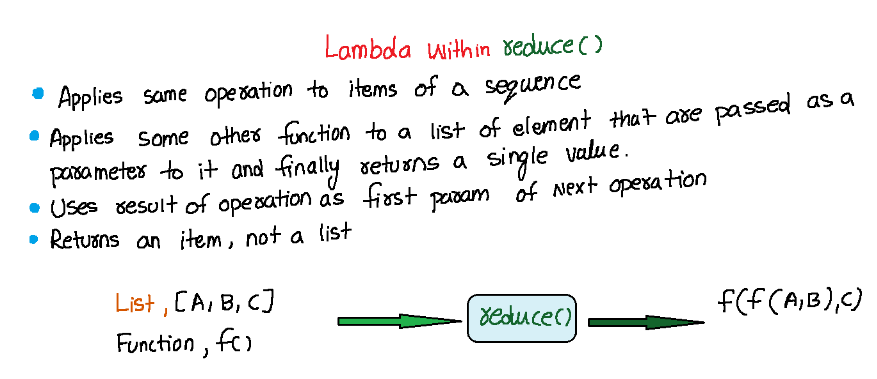 Lambda within reduce()
• Applies same operation to items of a sequence
• Applies some other function to a list of element that are passed as a
parameter to it and finally returns a single value.
• Uses result of operation as first param of Next operation
• Returns an item, not a list
List, [A, B, C]
Function, f()
reduce()
f(f(A,B),C)